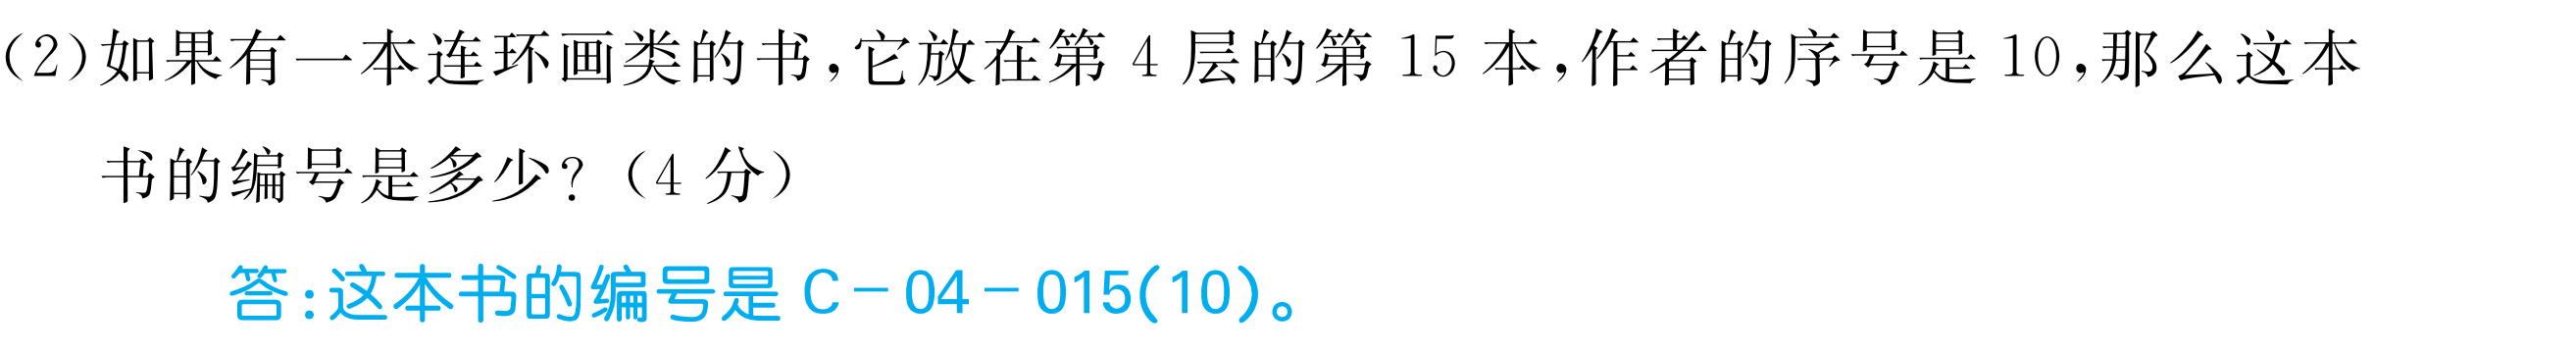 (2)如果有一本连环画类的书,它放在第 4 层的第 15 本,作者的序号是 10,那么这本
书的编号是多少?(4 分)
答:这本书的编号是 C-04-015(10)。